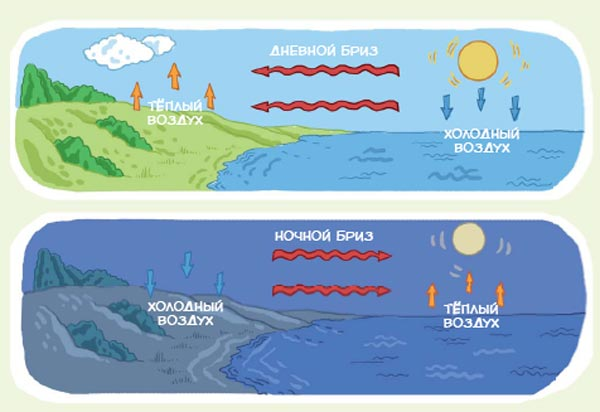 ДНЕВНОЙ БРИЗ
ТЁПЛЫЙ
ВОЗДУХ
ХОЛОДНЫЙ
ВОЗДУХ
НОЧНОЙ БРИЗ
ХОЛОДНЫЙ
ВОЗДУХ
ТЁПЛЫЙ
ВОЗДУХ